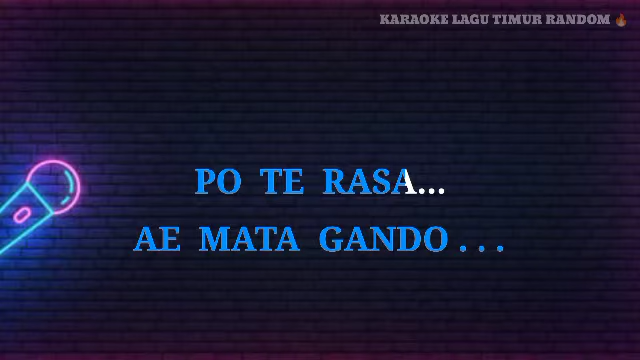 KARAOKE LAGU TIMUR RANDOM 🔥
PO TE RASA...
AE MATA GANDO . . .